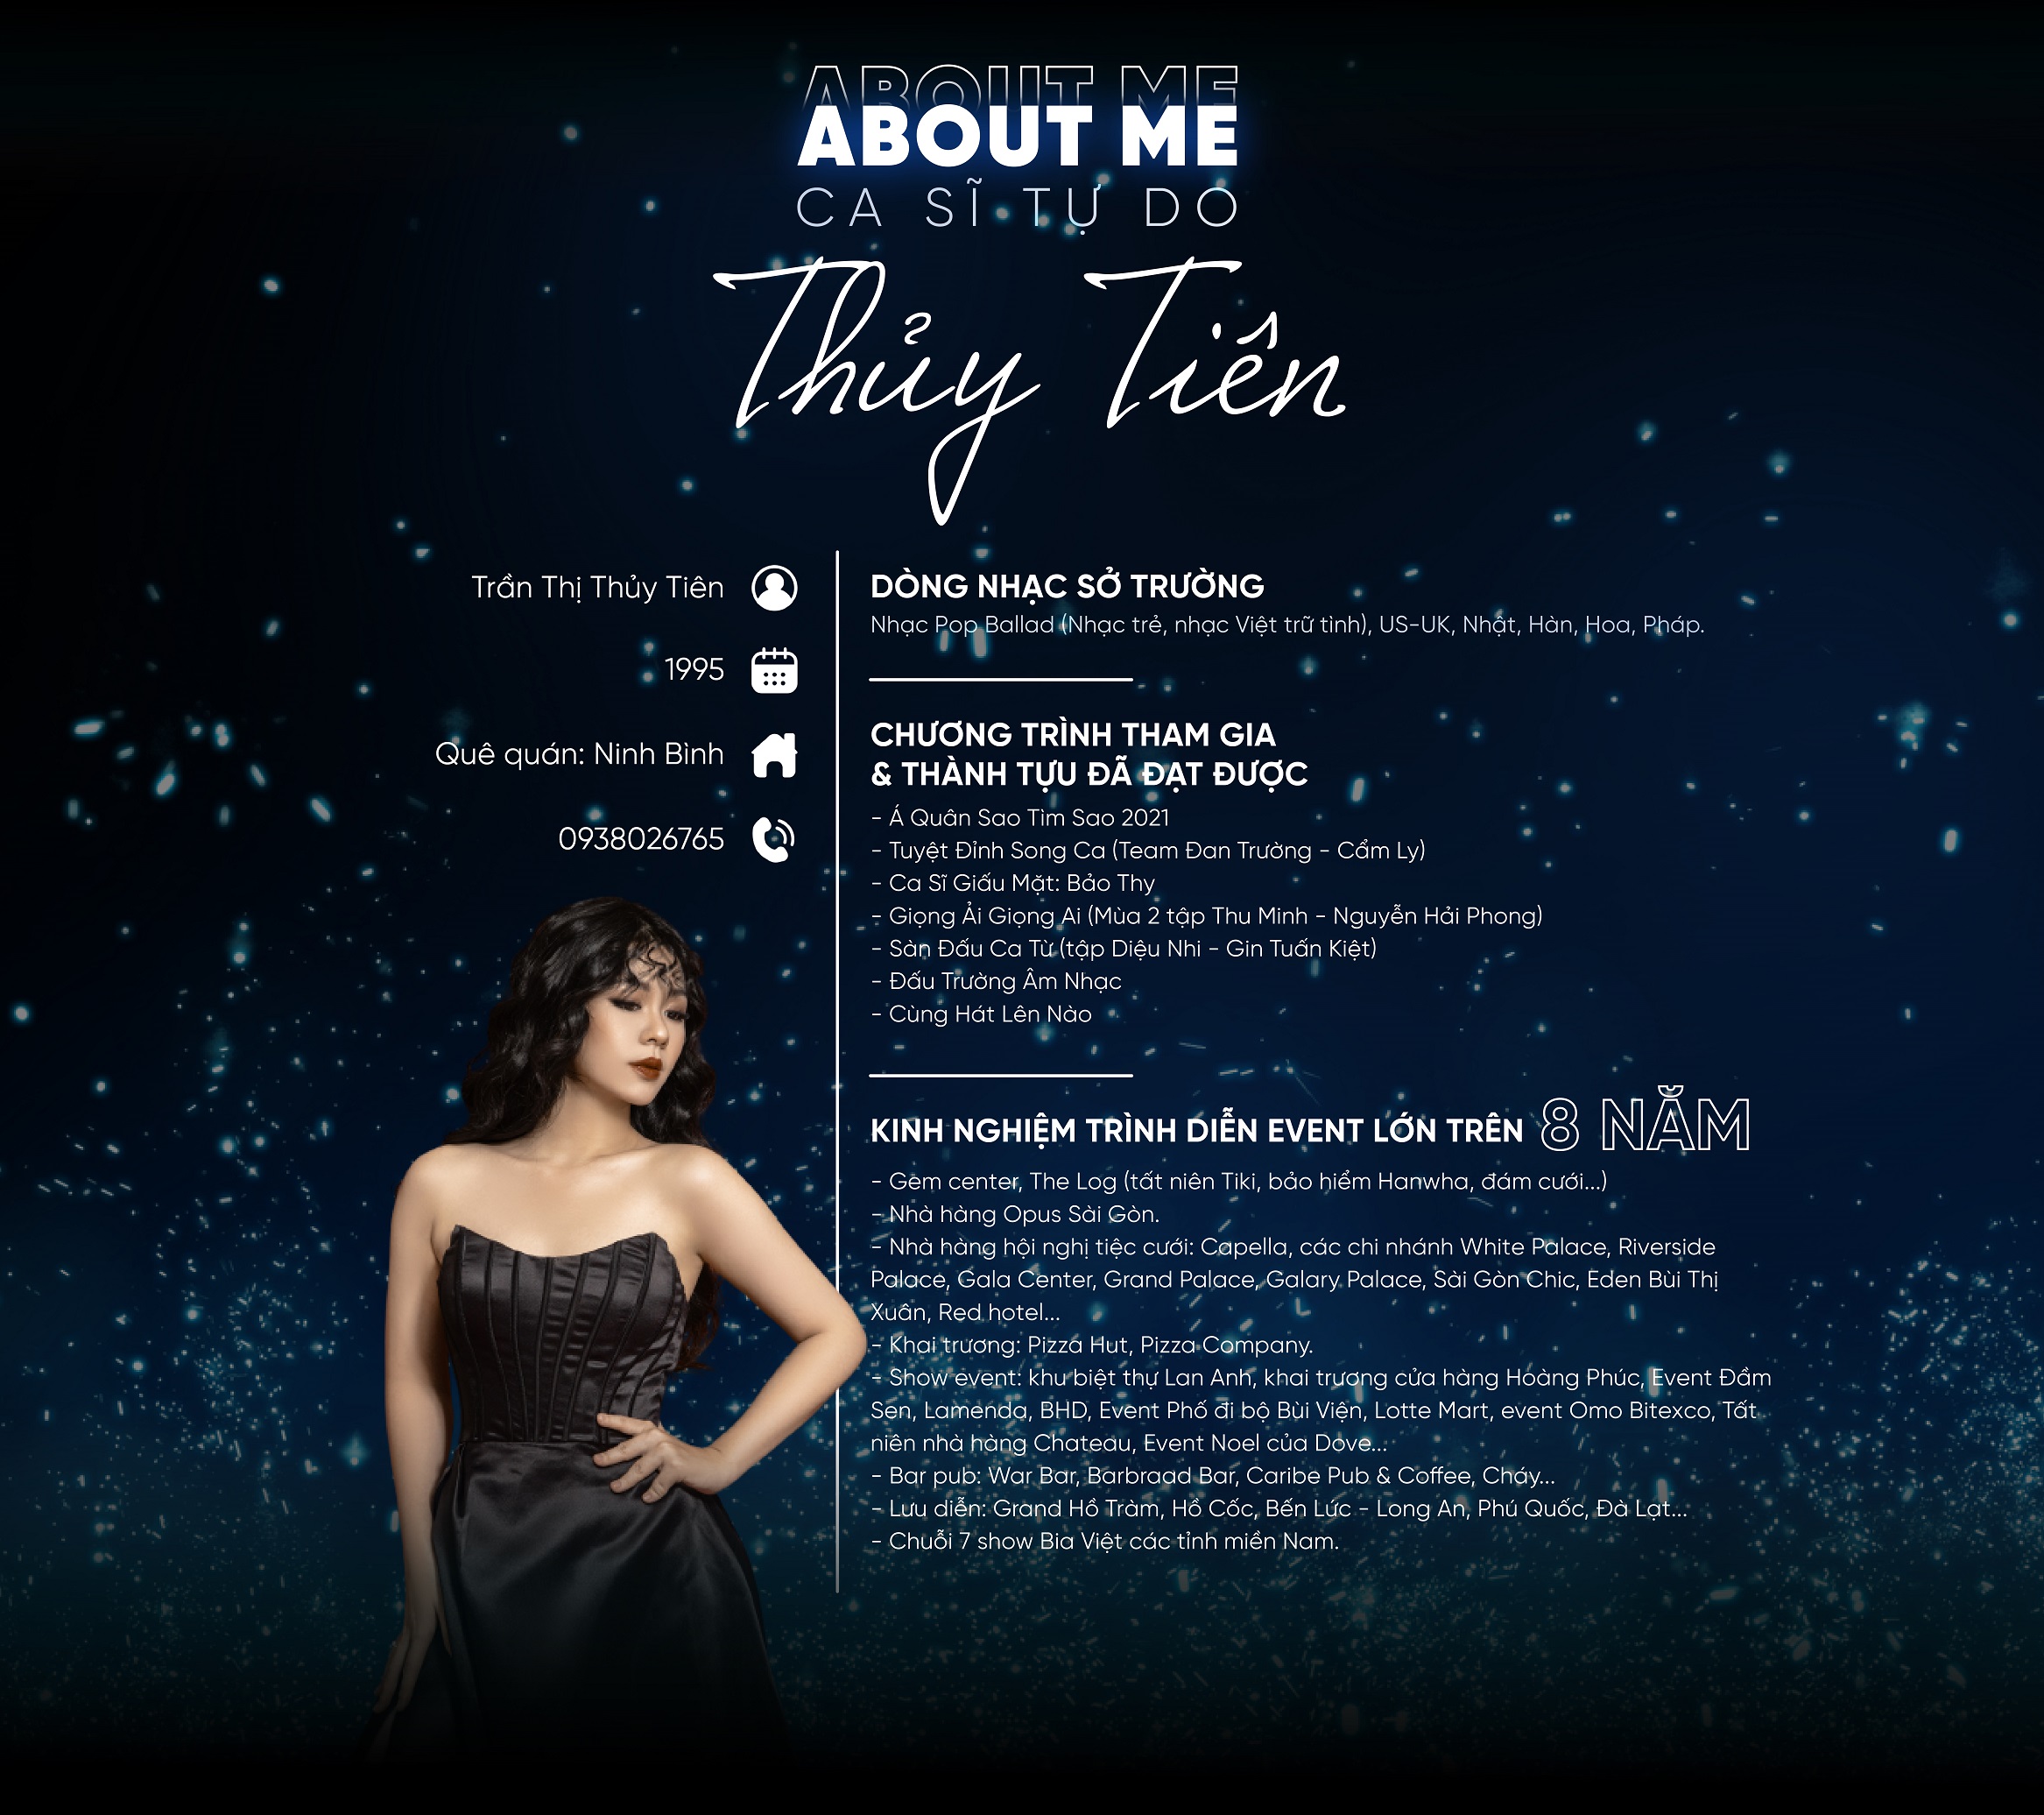 ABOUT ME
ABOUT ME
CA SĨ TỰ DO
Thủy Tiên
Trần Thị Thủy Tiên
1995
Quê quán: Ninh Bình
0938026765
DÒNG NHẠC SỞ TRƯỜNG
Nhạc Pop Ballad (Nhạc trẻ, nhạc Việt trữ tình), US-UK, Nhật, Hàn, Hoa, Pháp.
CHƯƠNG TRÌNH THAM GIA
& THÀNH TỰU ĐÃ ĐẠT ĐƯỢC
- Á Quân Sao Tìm Sao 2021
- Tuyệt Đỉnh Song Ca (Team Đan Trường - Cẩm Ly)
- Ca Sĩ Giấu Mặt: Bảo Thy
- Giọng Ải Giọng Ai (Mùa 2 tập Thu Minh - Nguyễn Hải Phong)
- Sàn Đấu Ca Từ (tập Diệu Nhi - Gin Tuấn Kiệt)
- Đấu Trường Âm Nhạc
- Cùng Hát Lên Nào
KINH NGHIỆM TRÌNH DIỄN EVENT LỚN TRÊN 8 NĂM
- Gem center, The Log (tất niên Tiki, bảo hiểm Hanwha, đám cưới...)
- Nhà hàng Opus Sài Gòn.
- Nhà hàng hội nghị tiệc cưới: Capella, các chi nhánh White Palace, Riverside
Palace, Gala Center, Grand Palace, Galary Palace, Sài Gòn Chic, Eden Bùi Thị
Xuân, Red hotel...
- Khai trương: Pizza Hut, Pizza Company.
- Show event: khu biệt thự Lan Anh, khai trương cửa hàng Hoàng Phúc, Event Đầm
Sen, Lamenda, BHD, Event Phố đi bộ Bùi Viện, Lotte Mart, event Omo Bitexco, Tất
niên nhà hàng Chateau, Event Noel của Dove...
- Bar pub: War Bar, Barbraad Bar, Caribe Pub & Coffee, Cháy...
- Lưu diễn: Grand Hồ Tràm, Hồ Cốc, Bến Lức - Long An, Phú Quốc, Đà Lạt...
- Chuỗi 7 show Bia Việt các tỉnh miền Nam.